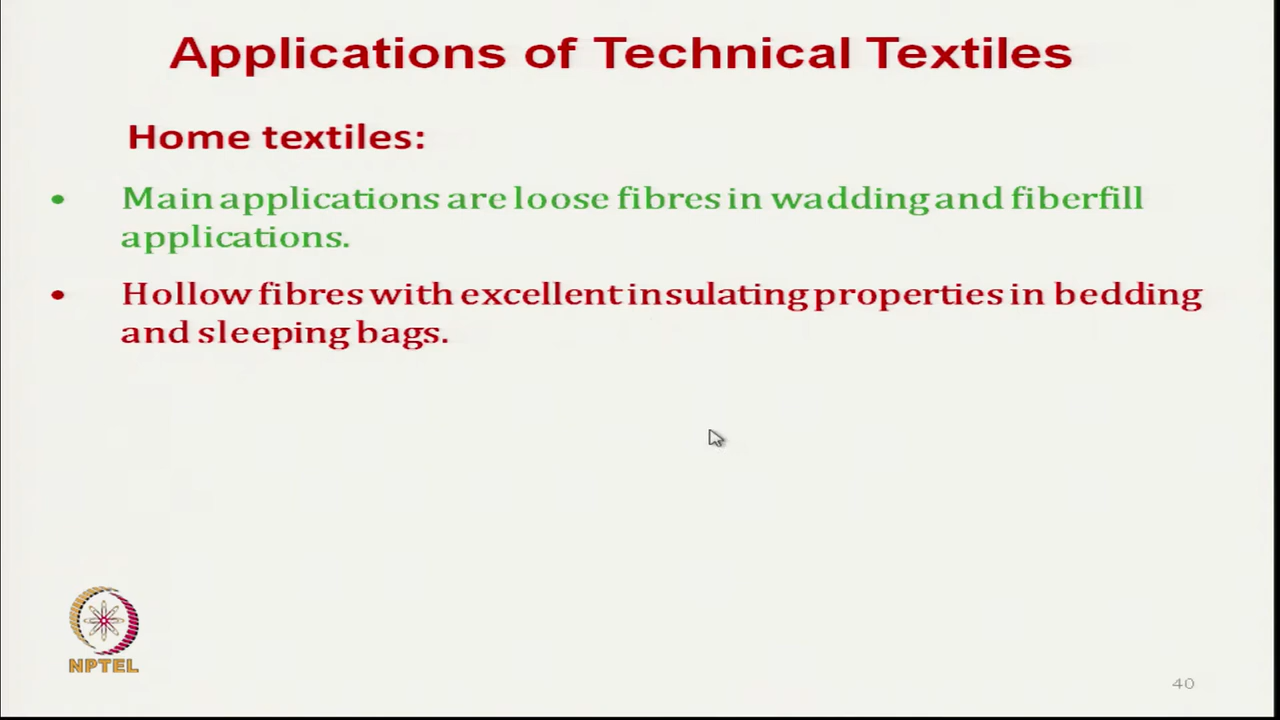 Applications of Technical Textiles
Home textiles:
• Main applications are loose fibres in wadding and fiberfill
applications.
• Hollow fibres with excellent insulating properties in bedding
and sleeping bags.
NPTEL
40